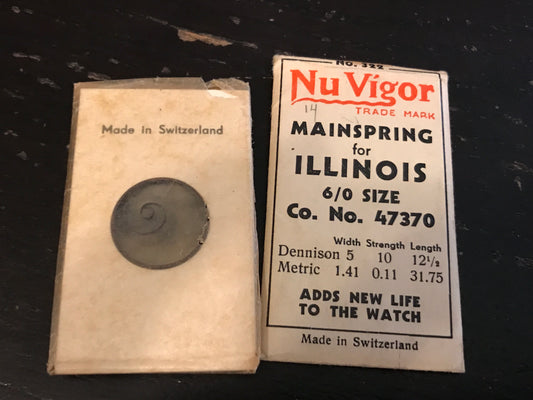 Made in Switzerland
No. 322
Nu Vigor
TRADE MARK
14
MAINSPRING
for
ILLINOIS
6/0 SIZE
Co. No. 47370
Width Strength Length
Dennison 5 10 12½
Metric 1.41 0.11 31.75
ADDS NEW LIFE
TO THE WATCH
Made in Switzerland